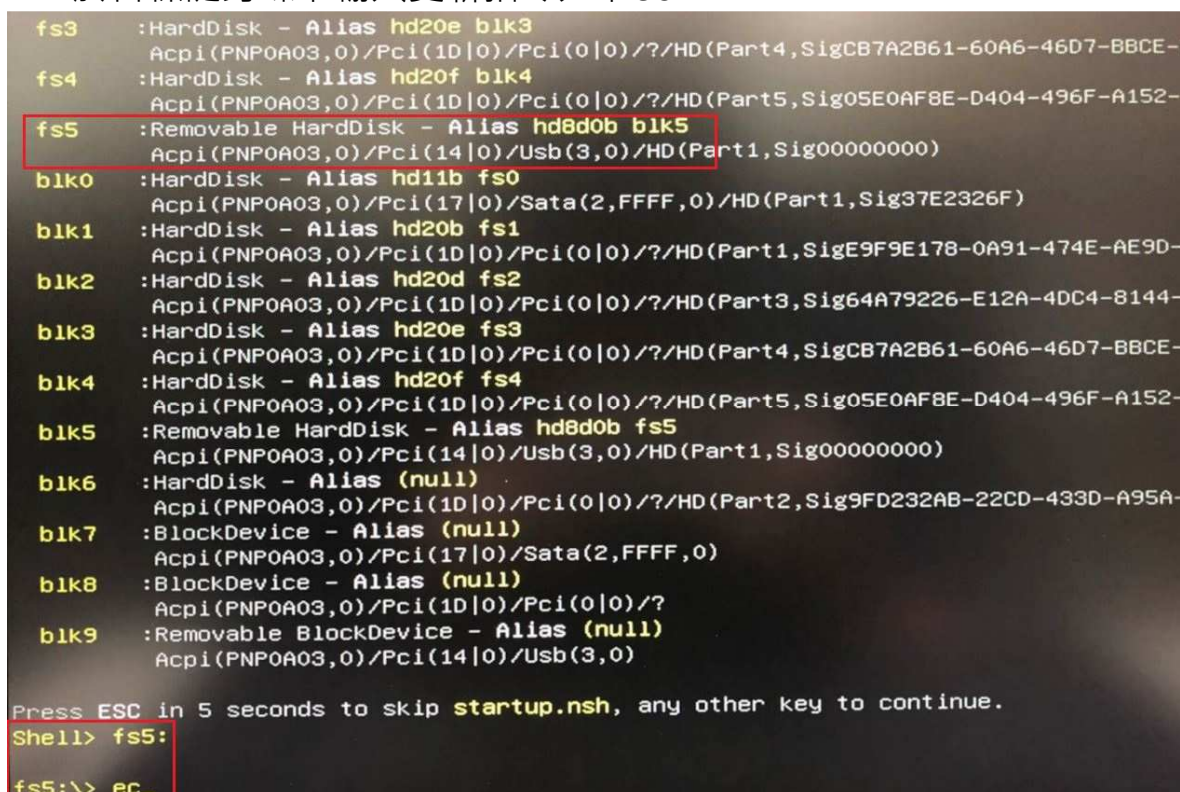 fs3 :HardDisk - Alias hd20e blk3
Acpi(PNP0A03,0)/Pci(1D|0)/Pci(0|0)/?/HD(Part4,SigCB7A2B61-60A6-46D7-BBCE-
fs4 :HardDisk - Alias hd20f blk4
Acpi(PNP0A03,0)/Pci(1D|0)/Pci(0|0)/?/HD(Part5,Sig05E0AF8E-D404-496F-A152-
fs5 :Removable HardDisk - Alias hd8d0b blk5
Acpi(PNP0A03,0)/Pci(14|0)/Usb(3,0)/HD(Part1,Sig00000000)
blk0 :HardDisk - Alias hd11b fs0
Acpi(PNP0A03,0)/Pci(17|0)/Sata(2,FFFF,0)/HD(Part1,Sig37E2326F)
blk1 :HardDisk - Alias hd20b fs1
Acpi(PNP0A03,0)/Pci(1D|0)/Pci(0|0)/?/HD(Part1,SigE9F9E178-0A91-474E-AE9D-
blk2 :HardDisk - Alias hd20d fs2
Acpi(PNP0A03,0)/Pci(1D|0)/Pci(0|0)/?/HD(Part3,Sig64A79226-E12A-4DC4-8144-
blk3 :HardDisk - Alias hd20e fs3
Acpi(PNP0A03,0)/Pci(1D|0)/Pci(0|0)/?/HD(Part4,SigCB7A2B61-60A6-46D7-BBCE-
blk4 :HardDisk - Alias hd20f fs4
Acpi(PNP0A03,0)/Pci(1D|0)/Pci(0|0)/?/HD(Part5,Sig05E0AF8E-D404-496F-A152-
blk5 :Removable HardDisk - Alias hd8d0b fs5
Acpi(PNP0A03,0)/Pci(14|0)/Usb(3,0)/HD(Part1,Sig00000000)
blk6 :HardDisk - Alias (null)
Acpi(PNP0A03,0)/Pci(1D|0)/Pci(0|0)/?/HD(Part2,Sig9FD232AB-22CD-433D-A95A-
blk7 :BlockDevice - Alias (null)
Acpi(PNP0A03,0)/Pci(17|0)/Sata(2,FFFF,0)
blk8 :BlockDevice - Alias (null)
Acpi(PNP0A03,0)/Pci(1D|0)/Pci(0|0)/?
blk9 :Removable BlockDevice - Alias (null)
Acpi(PNP0A03,0)/Pci(14|0)/Usb(3,0)
Press ESC in 5 seconds to skip startup.nsh, any other key to continue.
Shell> fs5:
fs5:\> ec